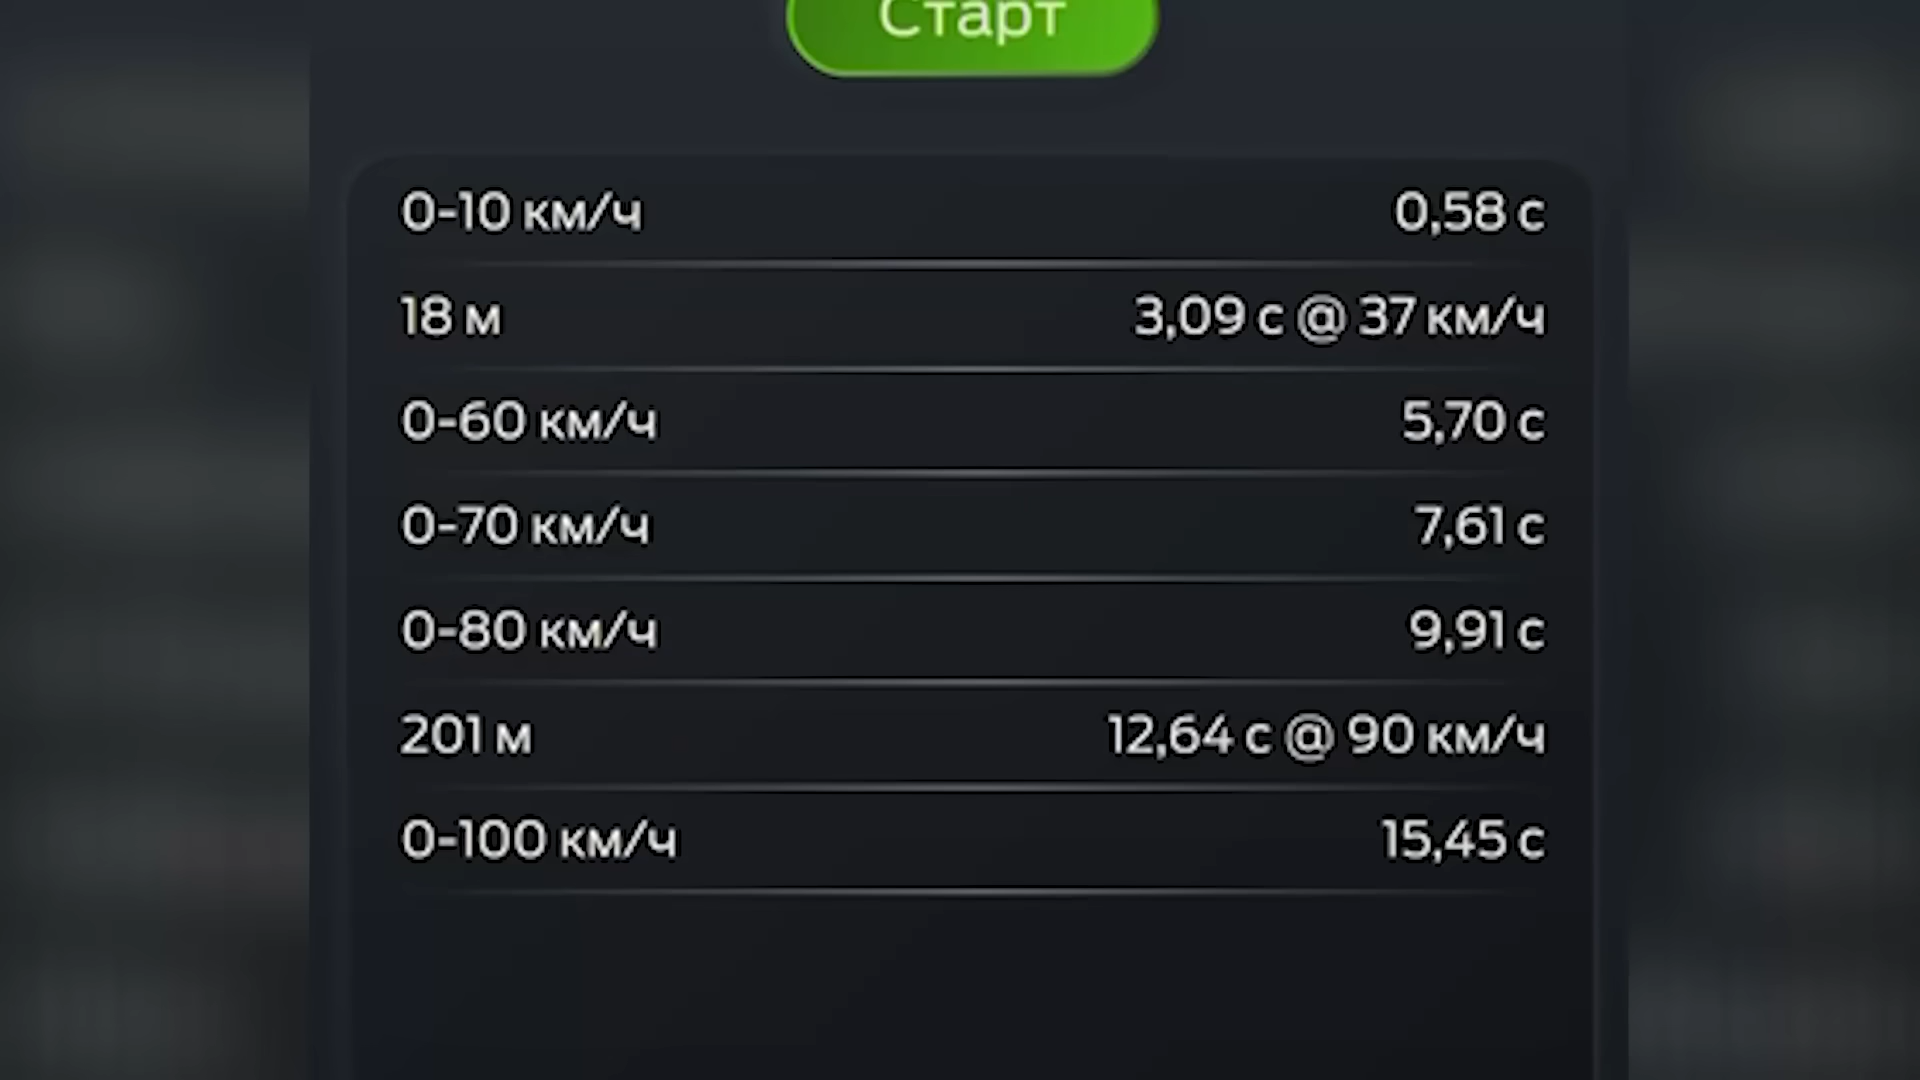 Старт
0-10 км/ч 0,58 с
18 м 3,09 с @ 37 км/ч
0-60 км/ч 5,70 с
0-70 км/ч 7,61 с
0-80 км/ч 9,91 с
201 м 12,64 с @ 90 км/ч
0-100 км/ч 15,45 с